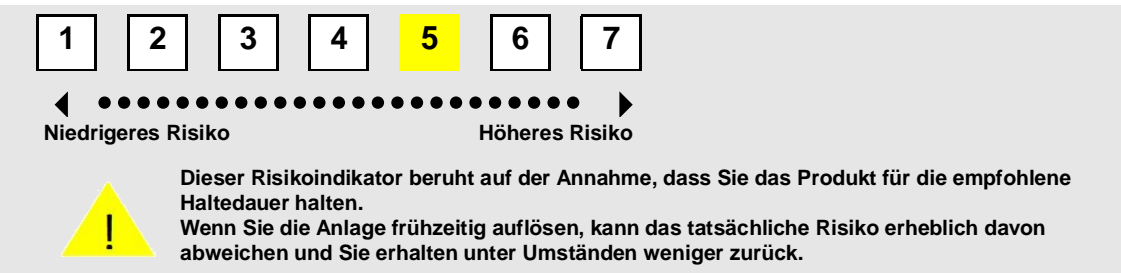 1 2 3 4 5 6 7
Niedrigeres Risiko Höheres Risiko
Dieser Risikoindikator beruht auf der Annahme, dass Sie das Produkt für die empfohlene
Haltedauer halten.
Wenn Sie die Anlage frühzeitig auflösen, kann das tatsächliche Risiko erheblich davon
abweichen und Sie erhalten unter Umständen weniger zurück.
!